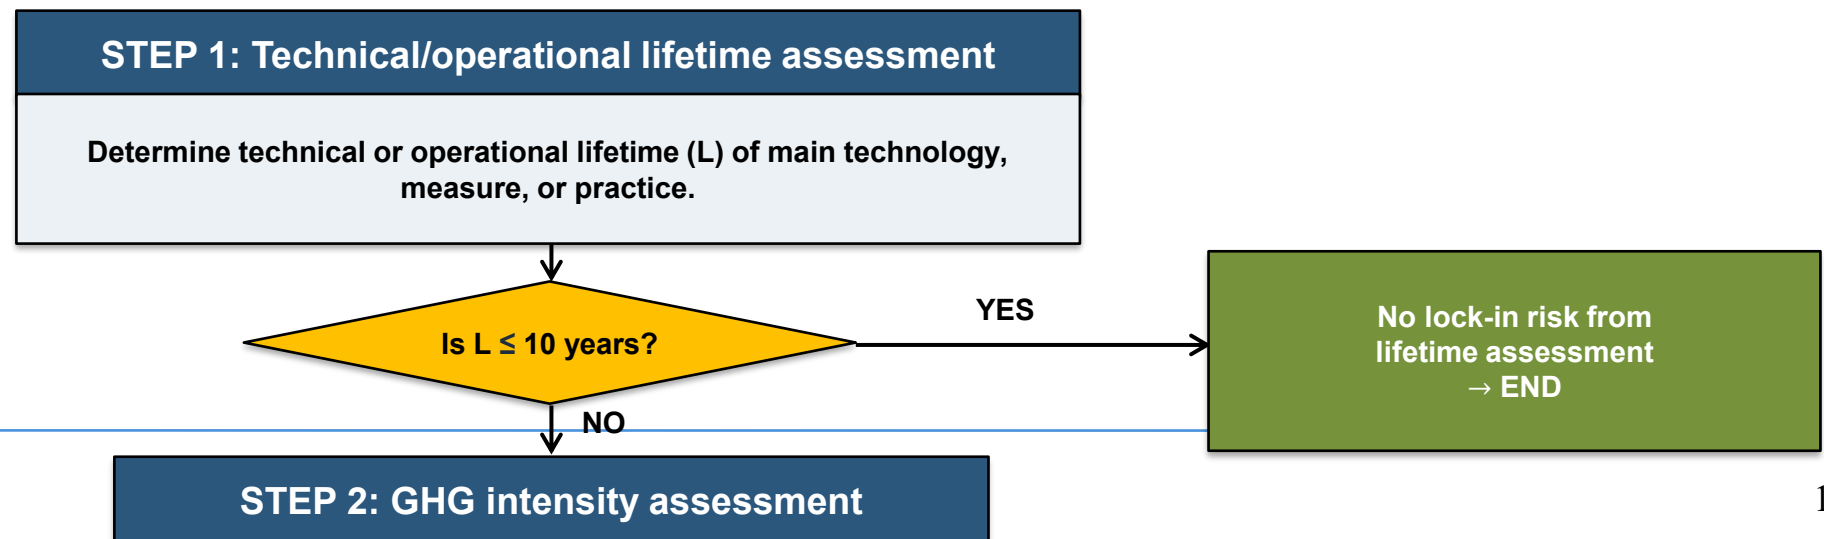 STEP 1: Technical/operational lifetime assessment
Determine technical or operational lifetime (L) of main technology,
measure, or practice.
Is L ≤ 10 years?
YES
No lock-in risk from
lifetime assessment
→ END
NO
STEP 2: GHG intensity assessment
1